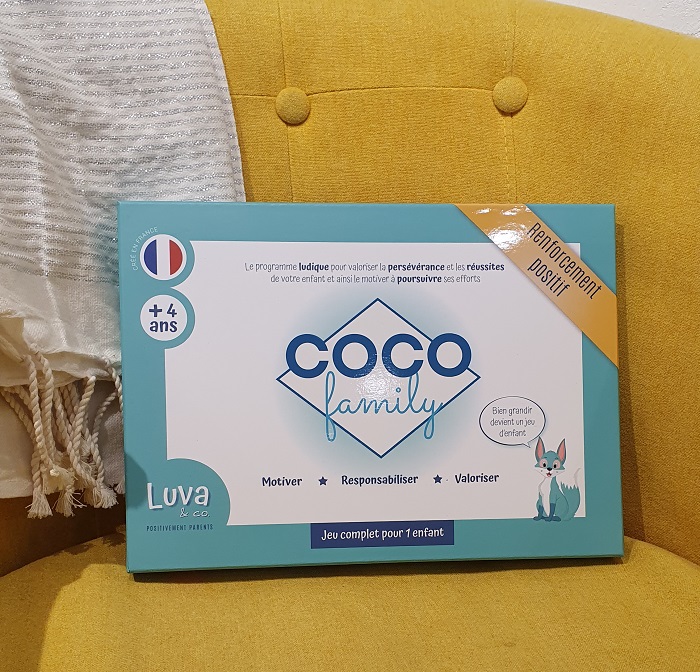 CRÉÉ EN FRANCE
+ 4
ans
Renforcement
positif
Le programme ludique pour valoriser la persévérance et les réussites
de votre enfant et ainsi le motiver à poursuivre ses efforts
COCO
family
Bien grandir
devient un jeu
d'enfant
Motiver ★ Responsabiliser ★ Valoriser
Luva
& co.
POSITIVEMENT PARENTS
Jeu complet pour 1 enfant